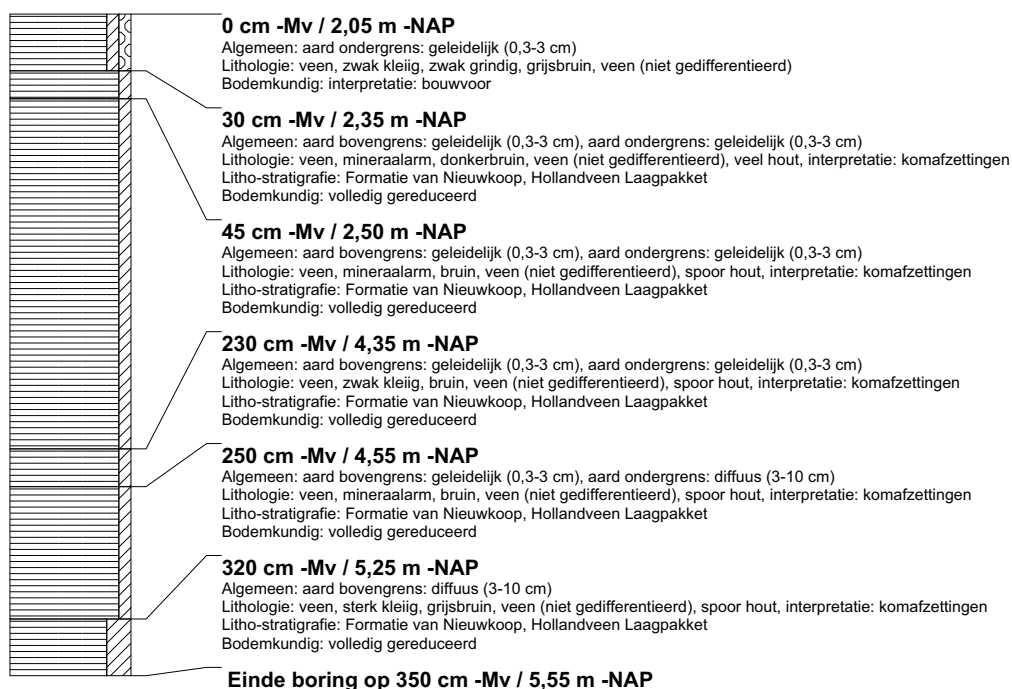 0 cm -Mv / 2,05 m -NAP
Algemeen: aard ondergrens: geleidelijk (0,3-3 cm)
Lithologie: veen, zwak kleiig, zwak grindig, grijsbruin, veen (niet gedifferentieerd)
Bodemkundig: interpretatie: bouwvoor
30 cm -Mv / 2,35 m -NAP
Algemeen: aard bovengrens: geleidelijk (0,3-3 cm), aard ondergrens: geleidelijk (0,3-3 cm)
Lithologie: veen, mineraalarm, donkerbruin, veen (niet gedifferentieerd), veel hout, interpretatie: komafzettingen
Litho-stratigrafie: Formatie van Nieuwkoop, Hollandveen Laagpakket
Bodemkundig: volledig gereduceerd
45 cm -Mv / 2,50 m -NAP
Algemeen: aard bovengrens: geleidelijk (0,3-3 cm), aard ondergrens: geleidelijk (0,3-3 cm)
Lithologie: veen, mineraalarm, bruin, veen (niet gedifferentieerd), spoor hout, interpretatie: komafzettingen
Litho-stratigrafie: Formatie van Nieuwkoop, Hollandveen Laagpakket
Bodemkundig: volledig gereduceerd
230 cm -Mv / 4,35 m -NAP
Algemeen: aard bovengrens: geleidelijk (0,3-3 cm), aard ondergrens: geleidelijk (0,3-3 cm)
Lithologie: veen, zwak kleiig, bruin, veen (niet gedifferentieerd), spoor hout, interpretatie: komafzettingen
Litho-stratigrafie: Formatie van Nieuwkoop, Hollandveen Laagpakket
Bodemkundig: volledig gereduceerd
250 cm -Mv / 4,55 m -NAP
Algemeen: aard bovengrens: geleidelijk (0,3-3 cm), aard ondergrens: diffuus (3-10 cm)
Lithologie: veen, mineraalarm, bruin, veen (niet gedifferentieerd), spoor hout, interpretatie: komafzettingen
Litho-stratigrafie: Formatie van Nieuwkoop, Hollandveen Laagpakket
Bodemkundig: volledig gereduceerd
320 cm -Mv / 5,25 m -NAP
Algemeen: aard bovengrens: diffuus (3-10 cm)
Lithologie: veen, sterk kleiig, grijsbruin, veen (niet gedifferentieerd), spoor hout, interpretatie: komafzettingen
Litho-stratigrafie: Formatie van Nieuwkoop, Hollandveen Laagpakket
Bodemkundig: volledig gereduceerd
Einde boring op 350 cm -Mv / 5,55 m -NAP